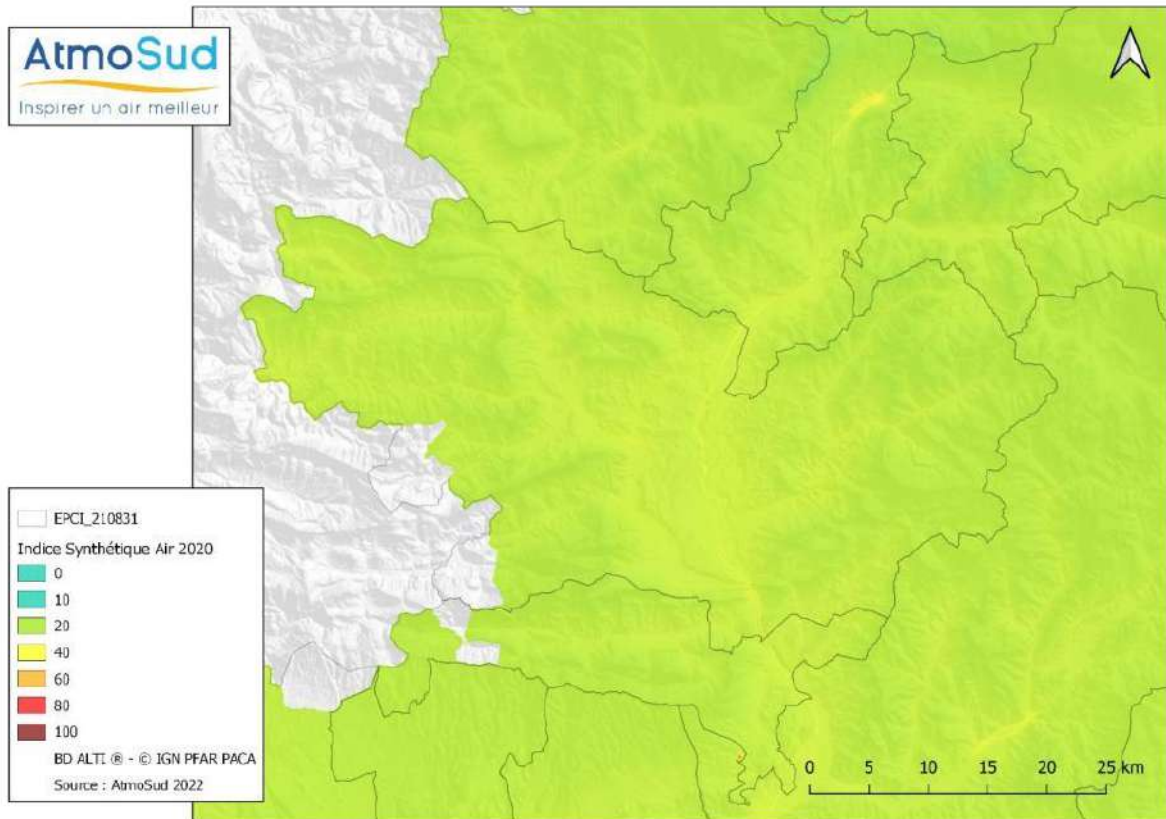 AtmoSud
Inspirer un air meilleur
EPCI_210831
Indice Synthétique Air 2020
0
10
20
40
60
80
100
BD ALTI ® - © IGN PFAR PACA
Source : AtmoSud 2022
0 5 10 15 20 25 km